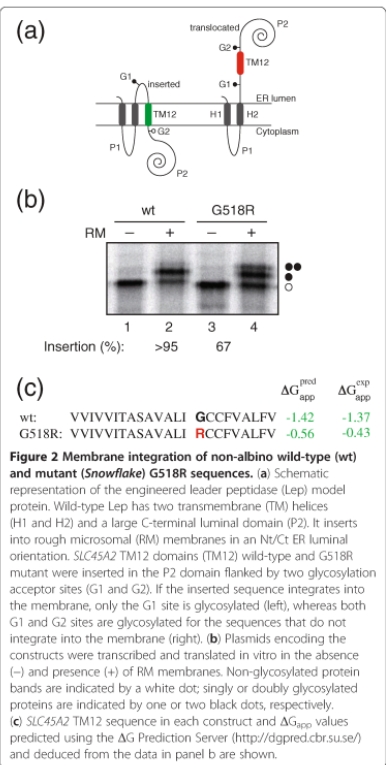 (a)
translocated
P2
G2
TM12
G1
inserted
G1
ER lumen
TM12
H1
H2
Cytoplasm
G2
P1
P1
P2
(b)
wt G518R
RM − + − +
1 2 3 4
Insertion (%): >95 67
(c)
ΔG app pred ΔG app exp
wt: VVIVVITASAVALI GCCFVALFV -1.42 -1.37
G518R: VVIVVITASAVALI RCCFVALFV -0.56 -0.43
Figure 2 Membrane integration of non-albino wild-type (wt)
and mutant (Snowflake) G518R sequences. (a) Schematic
representation of the engineered leader peptidase (Lep) model
protein. Wild-type Lep has two transmembrane (TM) helices
(H1 and H2) and a large C-terminal luminal domain (P2). It inserts
into rough microsomal (RM) membranes in an Nt/Ct ER luminal
orientation. SLC45A2 TM12 domains (TM12) wild-type and G518R
mutant were inserted in the P2 domain flanked by two glycosylation
acceptor sites (G1 and G2). If the inserted sequence integrates into
the membrane, only the G1 site is glycosylated (left), whereas both
G1 and G2 sites are glycosylated for the sequences that do not
integrate into the membrane (right). (b) Plasmids encoding the
constructs were transcribed and translated in vitro in the absence
(−) and presence (+) of RM membranes. Non-glycosylated protein
bands are indicated by a white dot; singly or doubly glycosylated
proteins are indicated by one or two black dots, respectively.
(c) SLC45A2 TM12 sequence in each construct and ΔGapp values
predicted using the ΔG Prediction Server (http://dgpred.cbr.su.se/)
and deduced from the data in panel b are shown.